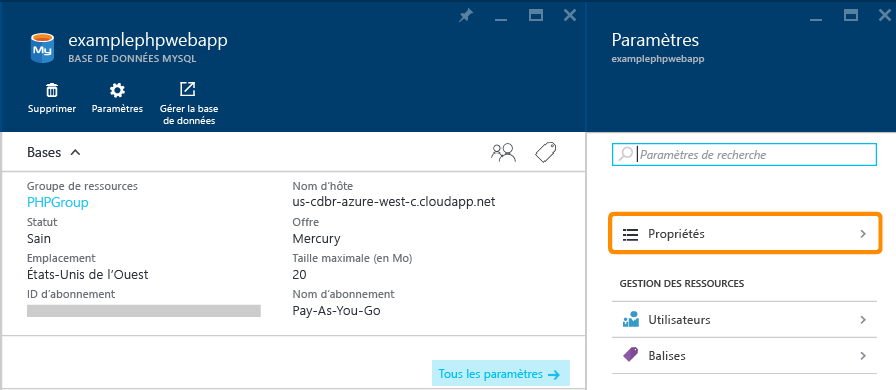 examplephpwebapp
BASE DE DONNÉES MYSQL
My
Supprimer
Paramètres
Gérer la base
de données
Bases
Groupe de ressources
PHPGroup
Statut
Sain
Emplacement
États-Unis de l'Ouest
ID d'abonnement
Nom d'hôte
us-cdbr-azure-west-c.cloudapp.net
Offre
Mercury
Taille maximale (en Mo)
20
Nom d'abonnement
Pay-As-You-Go
Tous les paramètres
Paramètres
examplephpwebapp
Paramètres de recherche
Propriétés
GESTION DES RESSOURCES
Utilisateurs
Balises